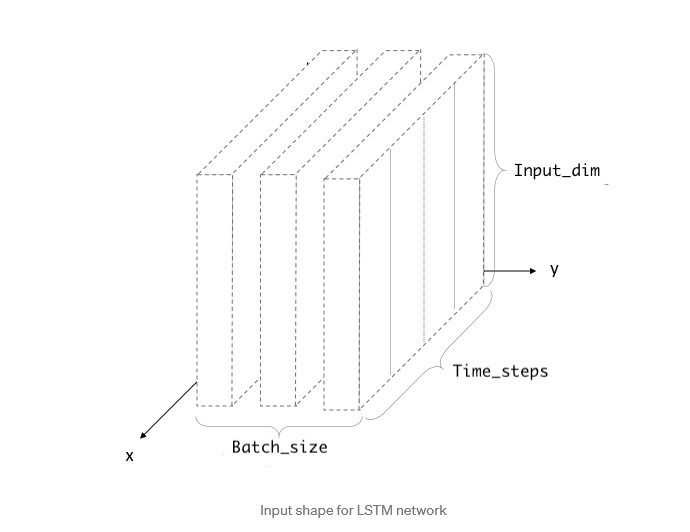 Input_dim
y
Time_steps
Batch_size
x
Input shape for LSTM network